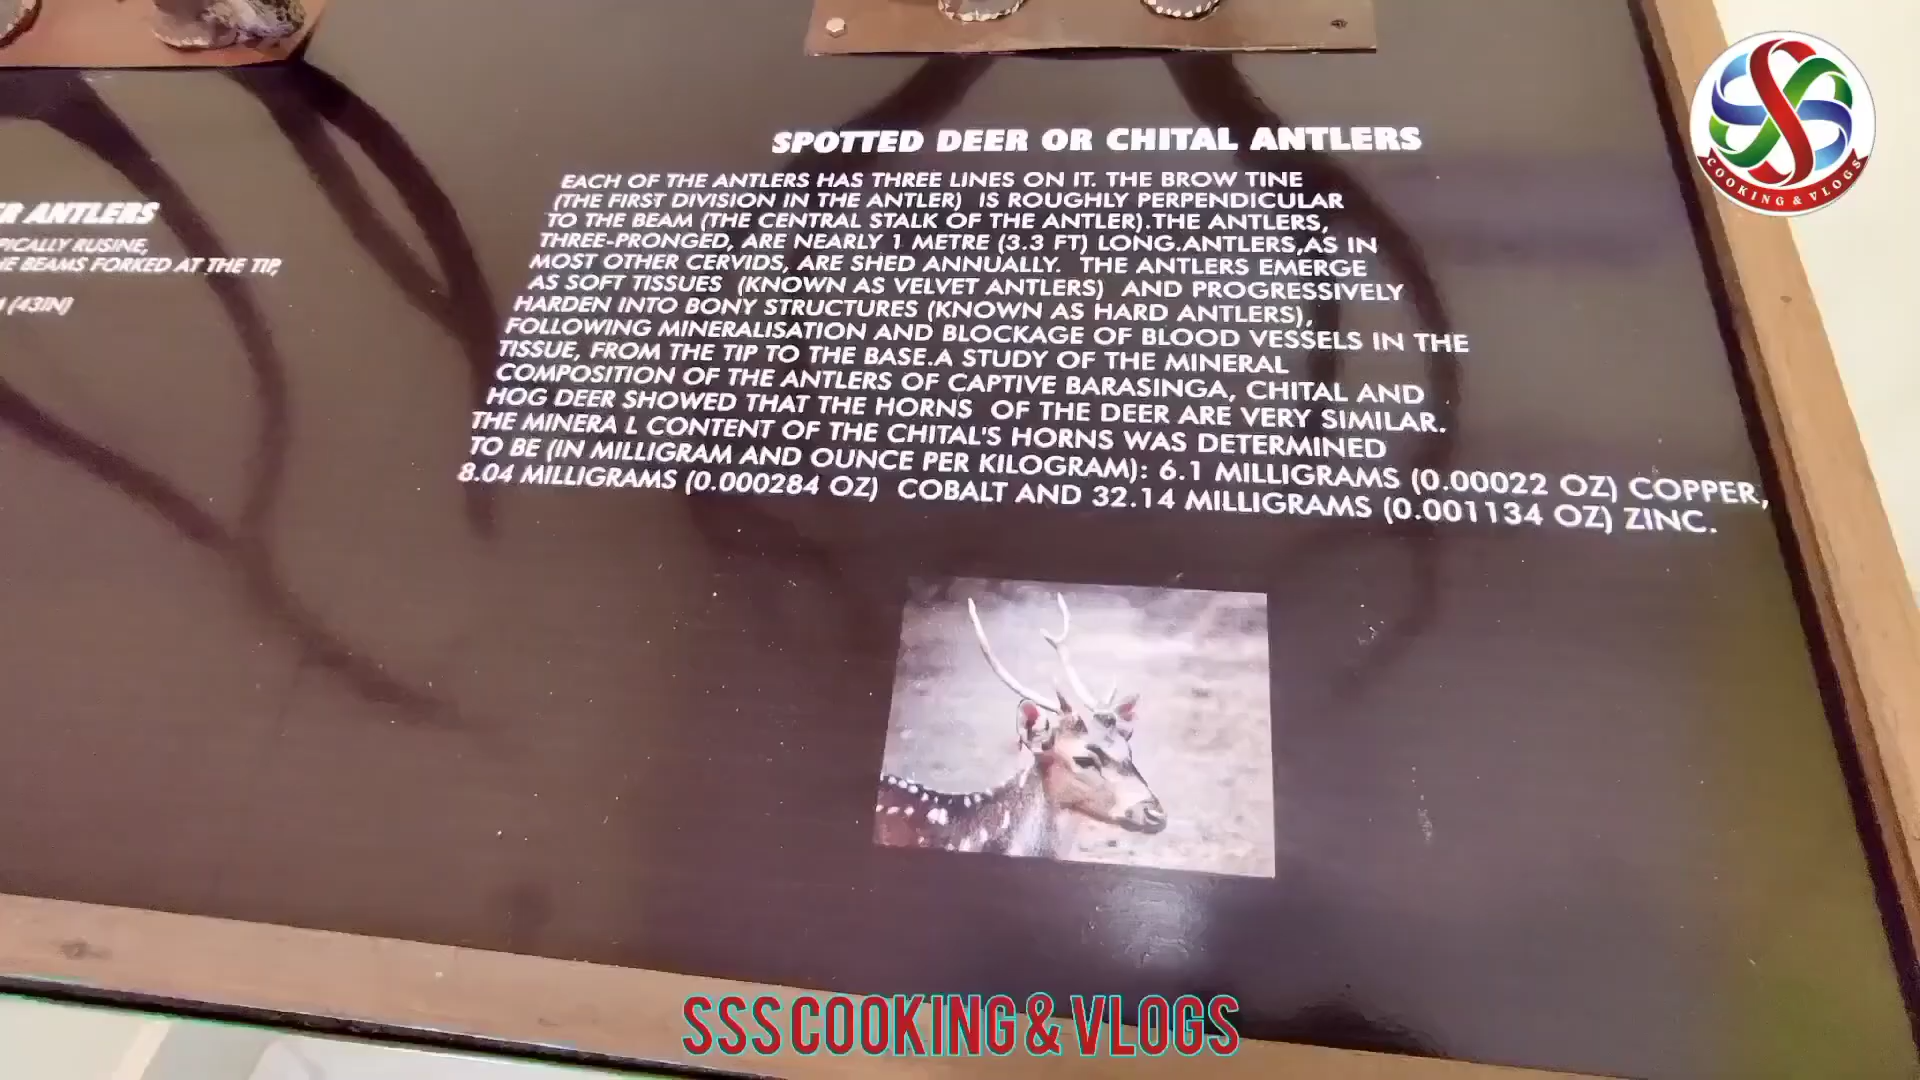 SPOTTED DEER OR CHITAL ANTLERS
EACH OF THE ANTLERS HAS THREE LINES ON IT. THE BROW TINE
(THE FIRST DIVISION IN THE ANTLER) IS ROUGHLY PERPENDICULAR
TO THE BEAM (THE CENTRAL STALK OF THE ANTLER).THE ANTLERS,
THREE-PRONGED, ARE NEARLY 1 METRE (3.3 FT) LONG.ANTLERS,AS IN
MOST OTHER CERVIDS, ARE SHED ANNUALLY. THE ANTLERS EMERGE
AS SOFT TISSUES (KNOWN AS VELVET ANTLERS) AND PROGRESSIVELY
HARDEN INTO BONY STRUCTURES (KNOWN AS HARD ANTLERS),
FOLLOWING MINERALISATION AND BLOCKAGE OF BLOOD VESSELS IN THE
TISSUE, FROM THE TIP TO THE BASE.A STUDY OF THE MINERAL
COMPOSITION OF THE ANTLERS OF CAPTIVE BARASINGA, CHITAL AND
HOG DEER SHOWED THAT THE HORNS OF THE DEER ARE VERY SIMILAR.
THE MINERA L CONTENT OF THE CHITAL'S HORNS WAS DETERMINED
TO BE (IN MILLIGRAM AND OUNCE PER KILOGRAM): 6.1 MILLIGRAMS (0.00022 OZ) COPPER,
8.04 MILLIGRAMS (0.000284 OZ) COBALT AND 32.14 MILLIGRAMS (0.001134 OZ) ZINC.
ANTLERS
RUSINE,
BEAMS FORKED AT THE TIP,
(43IN)
COOKING & VLOGS
SSS COOKING & VLOGS